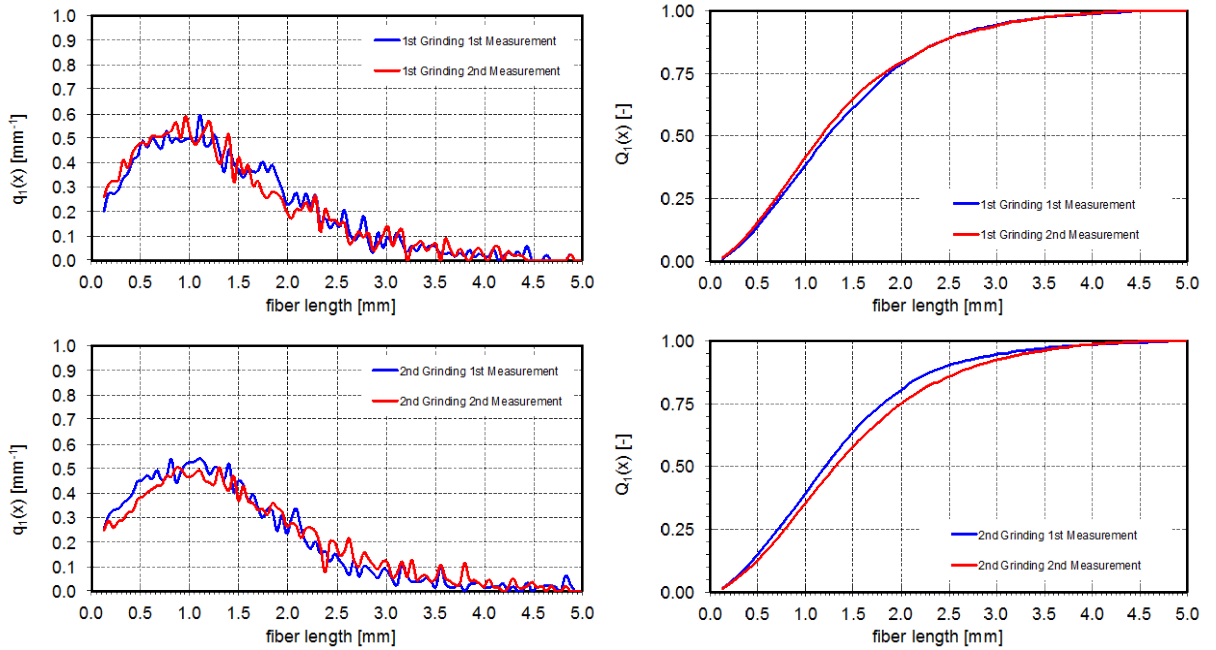 1.0
0.9
0.8
0.7
0.6
0.5
0.4
0.3
0.2
0.1
0.0
q₁(x) [mm⁻¹]
1st Grinding 1st Measurement
1st Grinding 2nd Measurement
0.0 0.5 1.0 1.5 2.0 2.5 3.0 3.5 4.0 4.5 5.0
fiber length [mm]
1.00
0.75
0.50
0.25
0.00
Q₁(x) [-]
1st Grinding 1st Measurement
1st Grinding 2nd Measurement
0.0 0.5 1.0 1.5 2.0 2.5 3.0 3.5 4.0 4.5 5.0
fiber length [mm]
1.0
0.9
0.8
0.7
0.6
0.5
0.4
0.3
0.2
0.1
0.0
q₁(x) [mm⁻¹]
2nd Grinding 1st Measurement
2nd Grinding 2nd Measurement
0.0 0.5 1.0 1.5 2.0 2.5 3.0 3.5 4.0 4.5 5.0
fiber length [mm]
1.00
0.75
0.50
0.25
0.00
Q₁(x) [-]
2nd Grinding 1st Measurement
2nd Grinding 2nd Measurement
0.0 0.5 1.0 1.5 2.0 2.5 3.0 3.5 4.0 4.5 5.0
fiber length [mm]